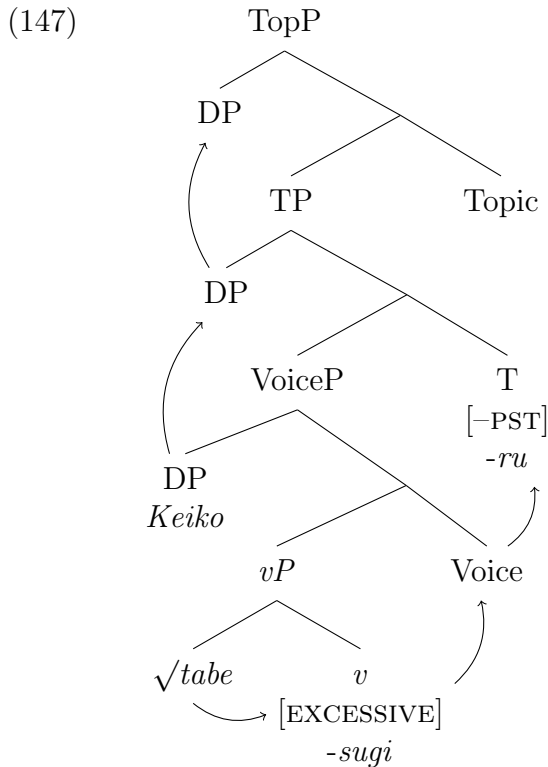 (147) TopP
DP
TP Topic
DP
VoiceP T
[–PST]
-ru
DP
Keiko
vP Voice
√tabe v
[EXCESSIVE]
-sugi